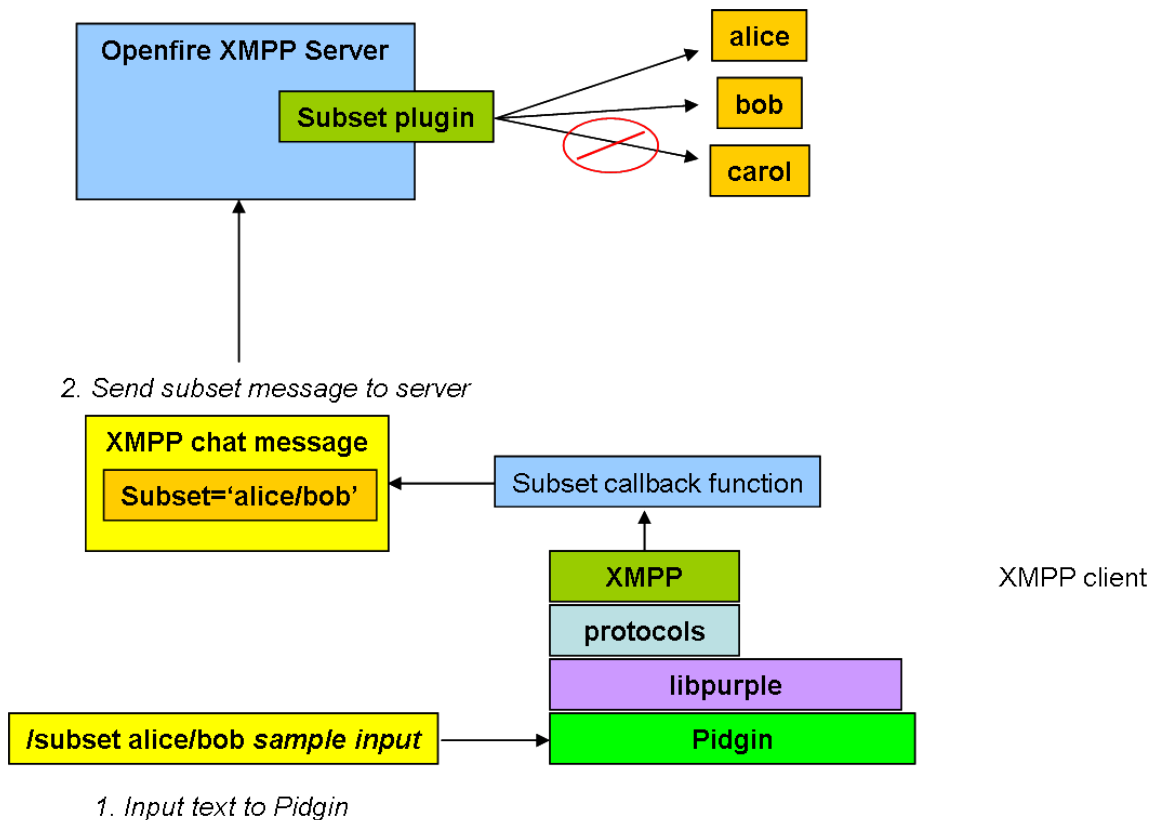 Openfire XMPP Server
Subset plugin
alice
bob
carol
2. Send subset message to server
XMPP chat message
Subset=‘alice/bob’
Subset callback function
XMPP
XMPP client
protocols
libpurple
/subset alice/bob sample input
Pidgin
1. Input text to Pidgin